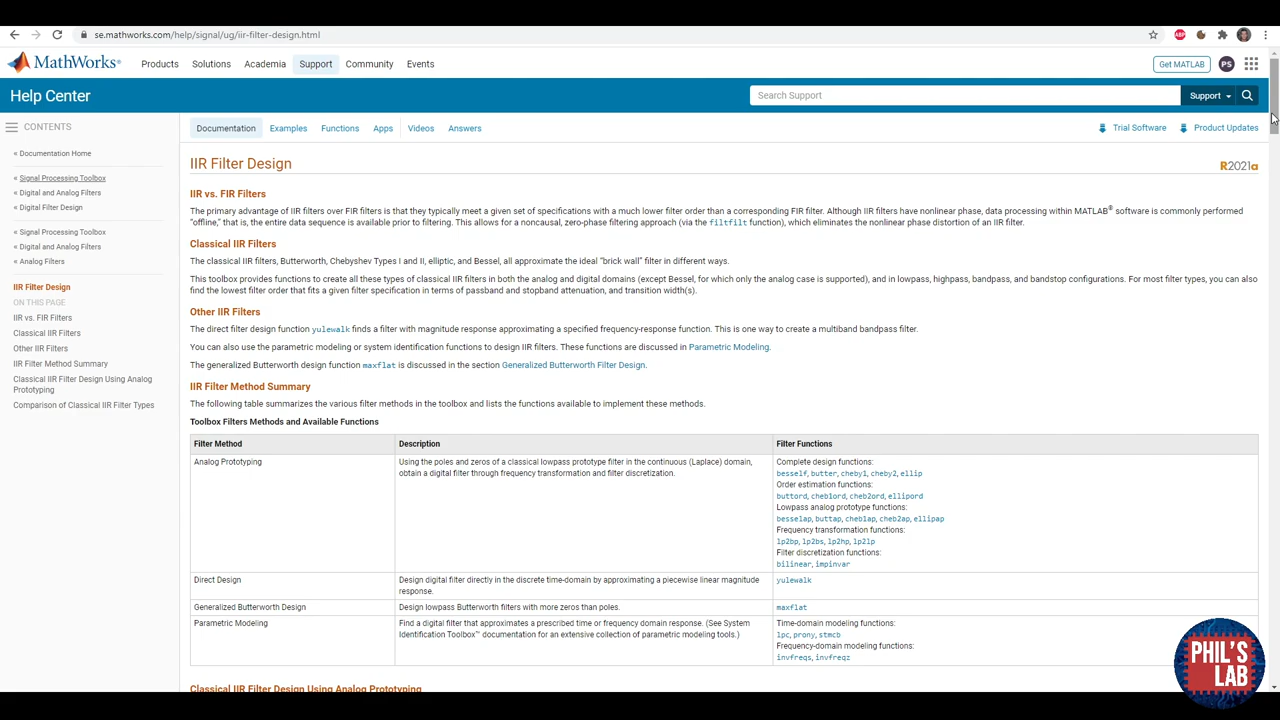 se.mathworks.com/help/signal/ug/iir-filter-design.html
ABP
MathWorks®
Products
Solutions
Academia
Support
Community
Events
Get MATLAB
PS
Help Center
Search Support
Support
CONTENTS
« Documentation Home
« Signal Processing Toolbox
« Digital and Analog Filters
« Digital Filter Design
« Signal Processing Toolbox
« Digital and Analog Filters
« Analog Filters
IIR Filter Design
ON THIS PAGE
IIR vs. FIR Filters
Classical IIR Filters
Other IIR Filters
IIR Filter Method Summary
Classical IIR Filter Design Using Analog
Prototyping
Comparison of Classical IIR Filter Types
Documentation
Examples
Functions
Apps
Videos
Answers
Trial Software
Product Updates
IIR Filter Design
R2021a
IIR vs. FIR Filters
The primary advantage of IIR filters over FIR filters is that they typically meet a given set of specifications with a much lower filter order than a corresponding FIR filter. Although IIR filters have nonlinear phase, data processing within MATLAB® software is commonly performed
“offline,” that is, the entire data sequence is available prior to filtering. This allows for a noncausal, zero-phase filtering approach (via the filtfilt function), which eliminates the nonlinear phase distortion of an IIR filter.
Classical IIR Filters
The classical IIR filters, Butterworth, Chebyshev Types I and II, elliptic, and Bessel, all approximate the ideal “brick wall” filter in different ways.
This toolbox provides functions to create all these types of classical IIR filters in both the analog and digital domains (except Bessel, for which only the analog case is supported), and in lowpass, highpass, bandpass, and bandstop configurations. For most filter types, you can also
find the lowest filter order that fits a given filter specification in terms of passband and stopband attenuation, and transition width(s).
Other IIR Filters
The direct filter design function yulewalk finds a filter with magnitude response approximating a specified frequency-response function. This is one way to create a multiband bandpass filter.
You can also use the parametric modeling or system identification functions to design IIR filters. These functions are discussed in Parametric Modeling.
The generalized Butterworth design function maxflat is discussed in the section Generalized Butterworth Filter Design.
IIR Filter Method Summary
The following table summarizes the various filter methods in the toolbox and lists the functions available to implement these methods.
Toolbox Filters Methods and Available Functions
Filter Method
Description
Filter Functions
Analog Prototyping
Using the poles and zeros of a classical lowpass prototype filter in the continuous (Laplace) domain,
obtain a digital filter through frequency transformation and filter discretization.
Complete design functions:
besself, butter, cheby1, cheby2, ellip
Order estimation functions:
buttord, cheb1ord, cheb2ord, ellipord
Lowpass analog prototype functions:
besselap, buttap, cheb1ap, cheb2ap, ellipap
Frequency transformation functions:
lp2bp, lp2bs, lp2hp, lp2lp
Filter discretization functions:
bilinear, impinvar
Direct Design
Design digital filter directly in the discrete time-domain by approximating a piecewise linear magnitude
response.
yulewalk
Generalized Butterworth Design
Design lowpass Butterworth filters with more zeros than poles.
maxflat
Parametric Modeling
Find a digital filter that approximates a prescribed time or frequency domain response. (See System
Identification Toolbox™ documentation for an extensive collection of parametric modeling tools.)
Time-domain modeling functions:
lpc, prony, stmcb
Frequency-domain modeling functions:
invfreqs, invfreqz
Classical IIR Filter Design Using Analog Prototyping
PHIL'S
LAB